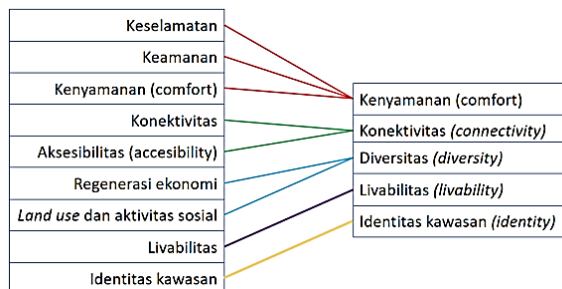 Keselamatan
Keamanan
Kenyamanan (comfort)
Konektivitas
Aksesibilitas (accesibility)
Regenerasi ekonomi
Land use dan aktivitas sosial
Livabilitas
Identitas kawasan
Kenyamanan (comfort)
Konektivitas (connectivity)
Diversitas (diversity)
Livabilitas (livability)
Identitas kawasan (identity)